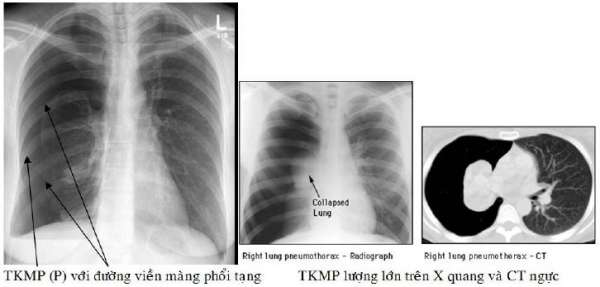 L
Collapsed
Lung
Right lung pneumothorax - Radiograph
Right lung pneumothorax - CT
TKMP (P) với đường viền màng phổi tạng
TKMP lượng lớn trên X quang và CT ngực